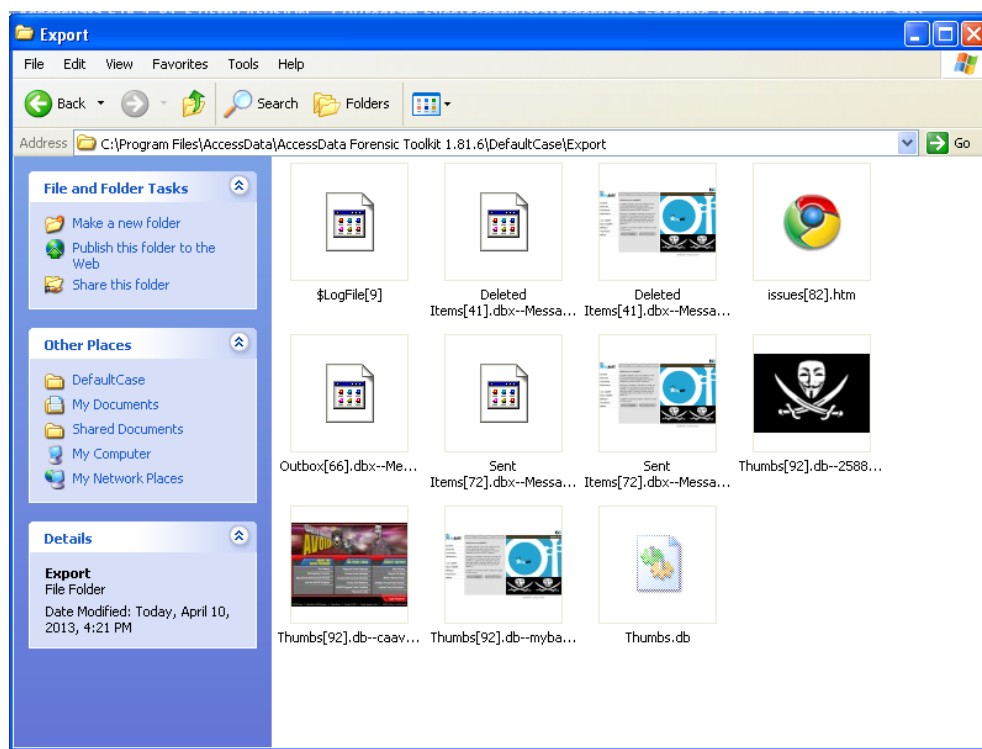 Export
File Edit View Favorites Tools Help
Back Search Folders
Address C:\Program Files\AccessData\AccessData Forensic Toolkit 1.81.6\DefaultCase\Export Go
File and Folder Tasks
Make a new folder
Publish this folder to the
Web
Share this folder
Other Places
DefaultCase
My Documents
Shared Documents
My Computer
My Network Places
Details
Export
File Folder
Date Modified: Today, April 10,
2013, 4:21 PM
$LogFile[9]
Deleted
Items[41].dbx--Messa...
Deleted
Items[41].dbx--Messa...
issues[82].htm
Outbox[66].dbx--Me...
Sent
Items[72].dbx--Messa...
Sent
Items[72].dbx--Messa...
Thumbs[92].db--2588...
AVOID
Thumbs[92].db--caav...
Thumbs[92].db--myba...
Thumbs.db